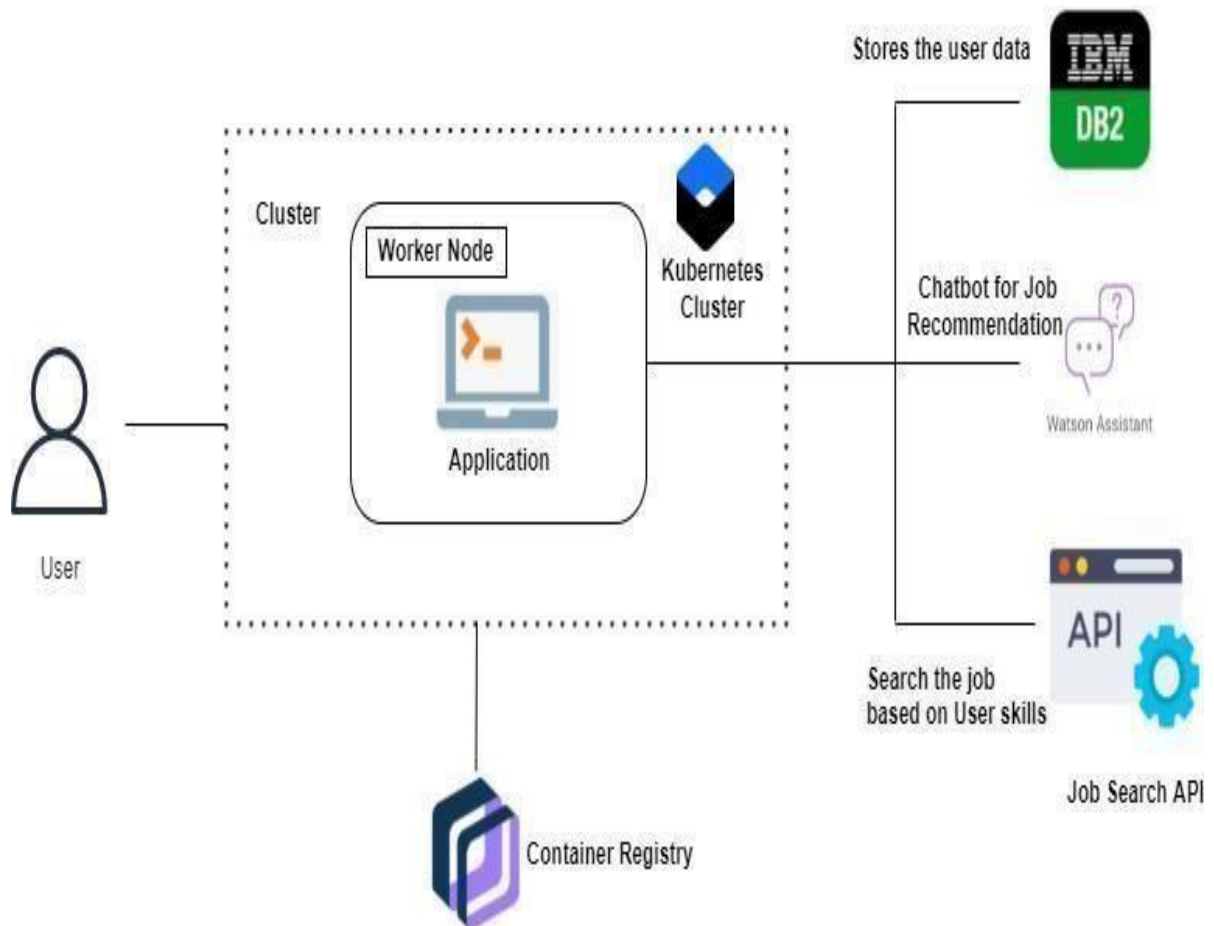 Stores the user data
IBM
DB2
Cluster
Worker Node
Kubernetes
Cluster
Application
Chatbot for Job
Recommendation
?
Watson Assistant
User
API
Search the job
based on User skills
Job Search API
Container Registry